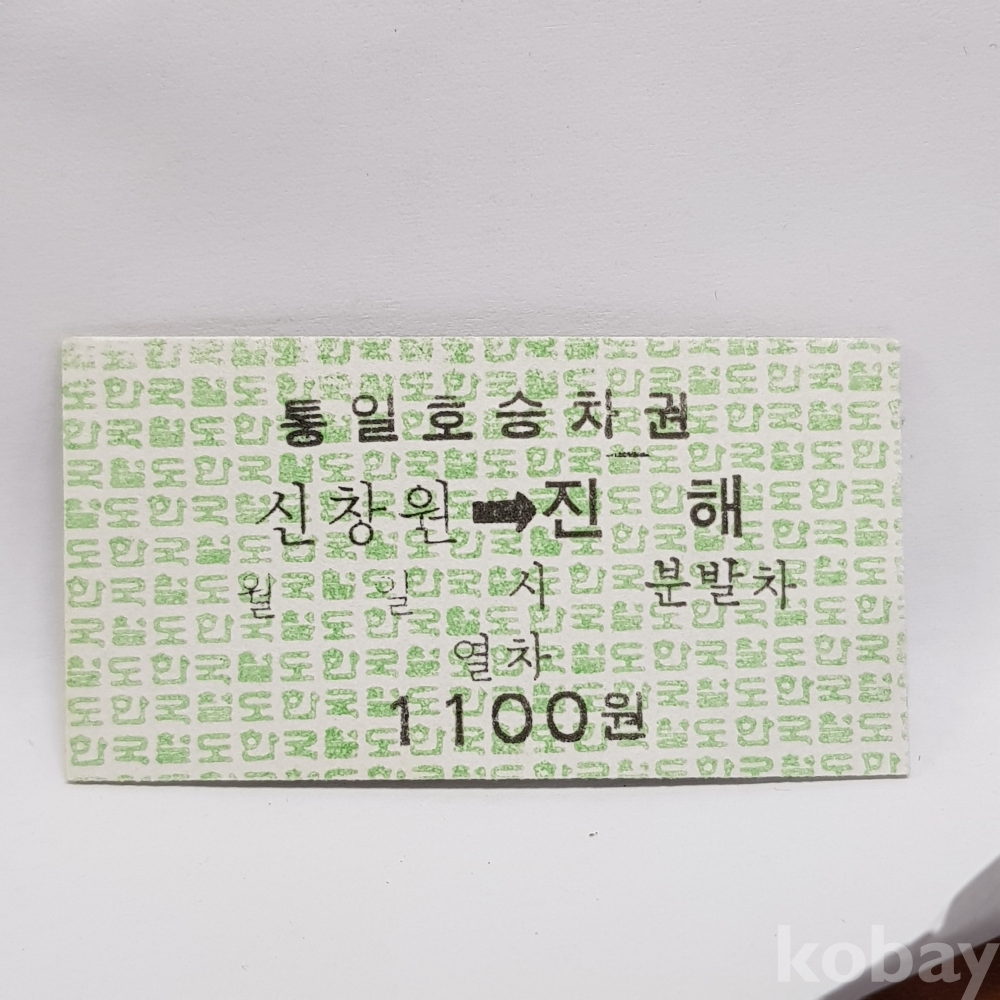 통일호승차권
신창원➡진 해
월 일 시 분발차
열차
1100원
kobay